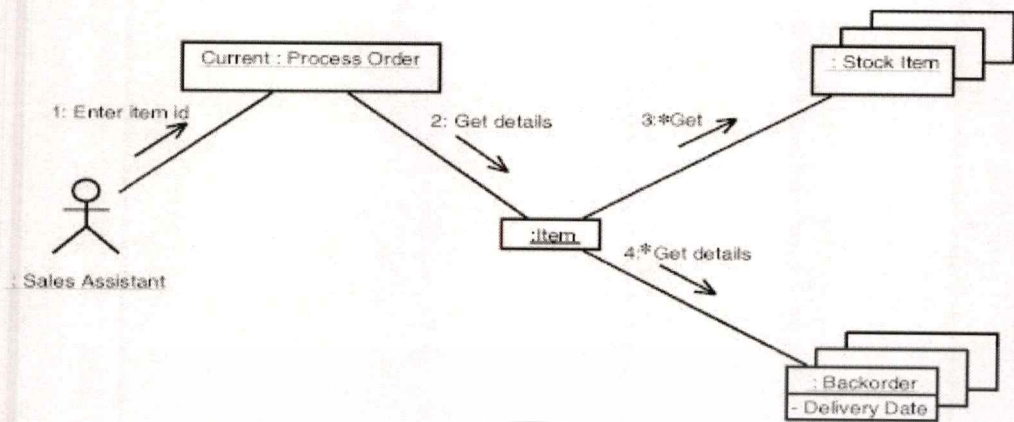 Current : Process Order
: Stock Item
1: Enter item id
2: Get details
3:*Get
:Item
4:*Get details
: Sales Assistant
: Backorder
- Delivery Date